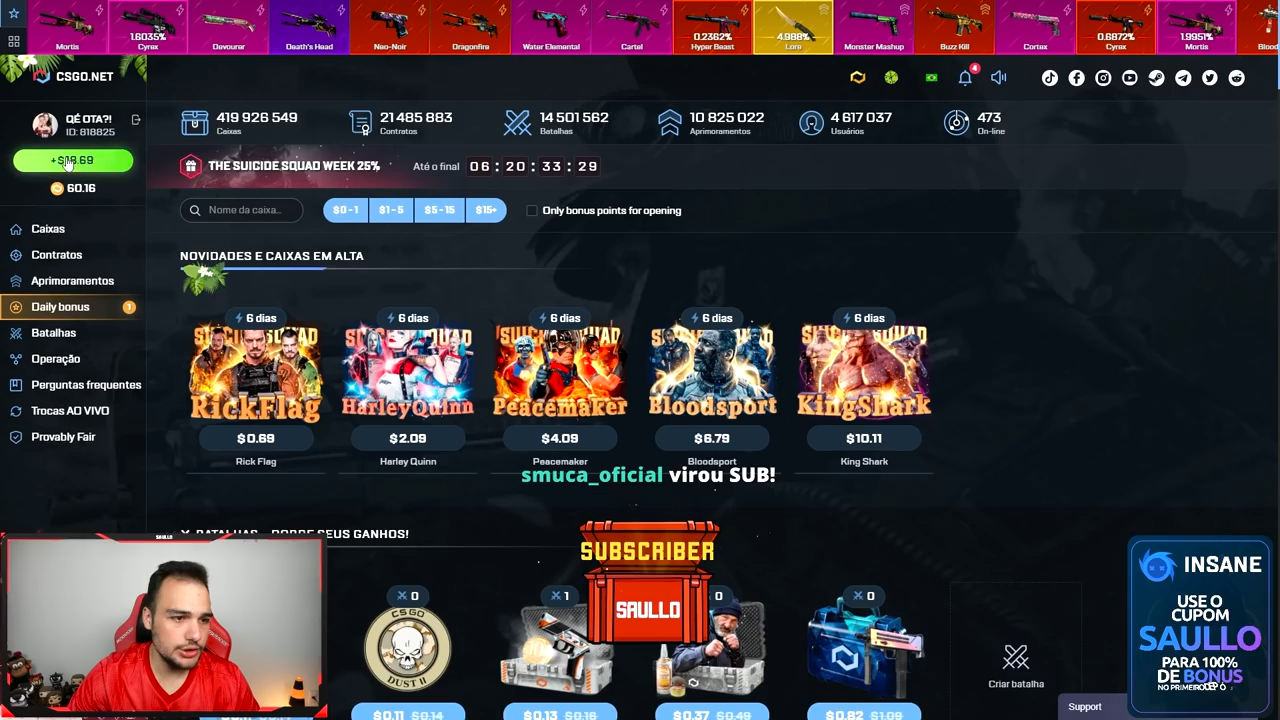 Mortis
1.6035%
Cyrex
Devourer
Death's Head
Neo-Noir
Dragonfire
Water Elemental
Cartel
0.2362%
Hyper Beast
4.988%
Lore
Monster Mashup
Buzz Kill
Cortex
0.6872%
Cyrex
1.9951%
Mortis
Blood
CSGO.NET
4
QÉ OTA?!
ID: 818825
60.16
419 926 549
Caixas
21 485 883
Contratos
14 501 562
Batalhas
10 825 022
Aprimoramentos
4 617 037
Usuários
473
On-line
THE SUICIDE SQUAD WEEK 25%
Até o final
06 : 20 : 33 : 29
Nome da caixa...
$0 - 1
$1 - 5
$5 - 15
$15+
Only bonus points for opening
Caixas
Contratos
Aprimoramentos
Daily bonus
1
Batalhas
Operação
Perguntas frequentes
Trocas AO VIVO
Provably Fair
NOVIDADES E CAIXAS EM ALTA
6 dias
6 dias
6 dias
6 dias
6 dias
SUICIDE SQUAD
RickFlag
HarleyQuinn
Peacemaker
Bloodsport
KingShark
$0.69
$2.09
$4.09
$6.79
$10.11
Rick Flag
Harley Quinn
Peacemaker
Bloodsport
King Shark
smuca_oficial virou SUB!
SEUS GANHOS!
SUBSCRIBER
SAULLO
SAULLO
0
1
0
0
CSGO
DUST II
$0.11 $0.14
$0.13 $0.16
$0.37 $0.49
$0.82 $1.09
Criar batalha
Support
INSANE
USE O
CUPOM
SAULLO
PARA 100%
DE BONUS